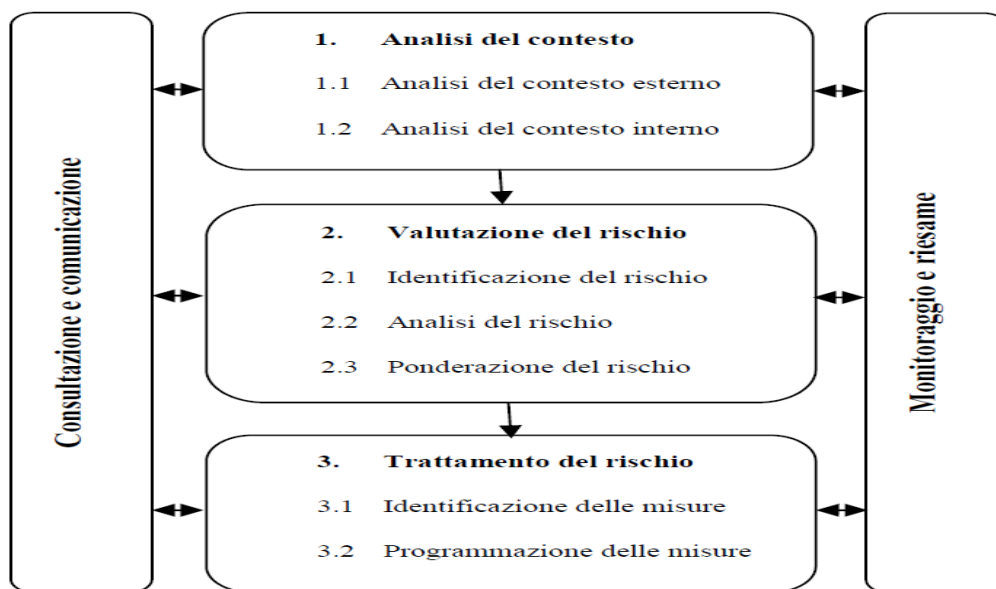 Consultazione e comunicazione
1. Analisi del contesto
1.1 Analisi del contesto esterno
1.2 Analisi del contesto interno
2. Valutazione del rischio
2.1 Identificazione del rischio
2.2 Analisi del rischio
2.3 Ponderazione del rischio
3. Trattamento del rischio
3.1 Identificazione delle misure
3.2 Programmazione delle misure
Monitoraggio e riesame